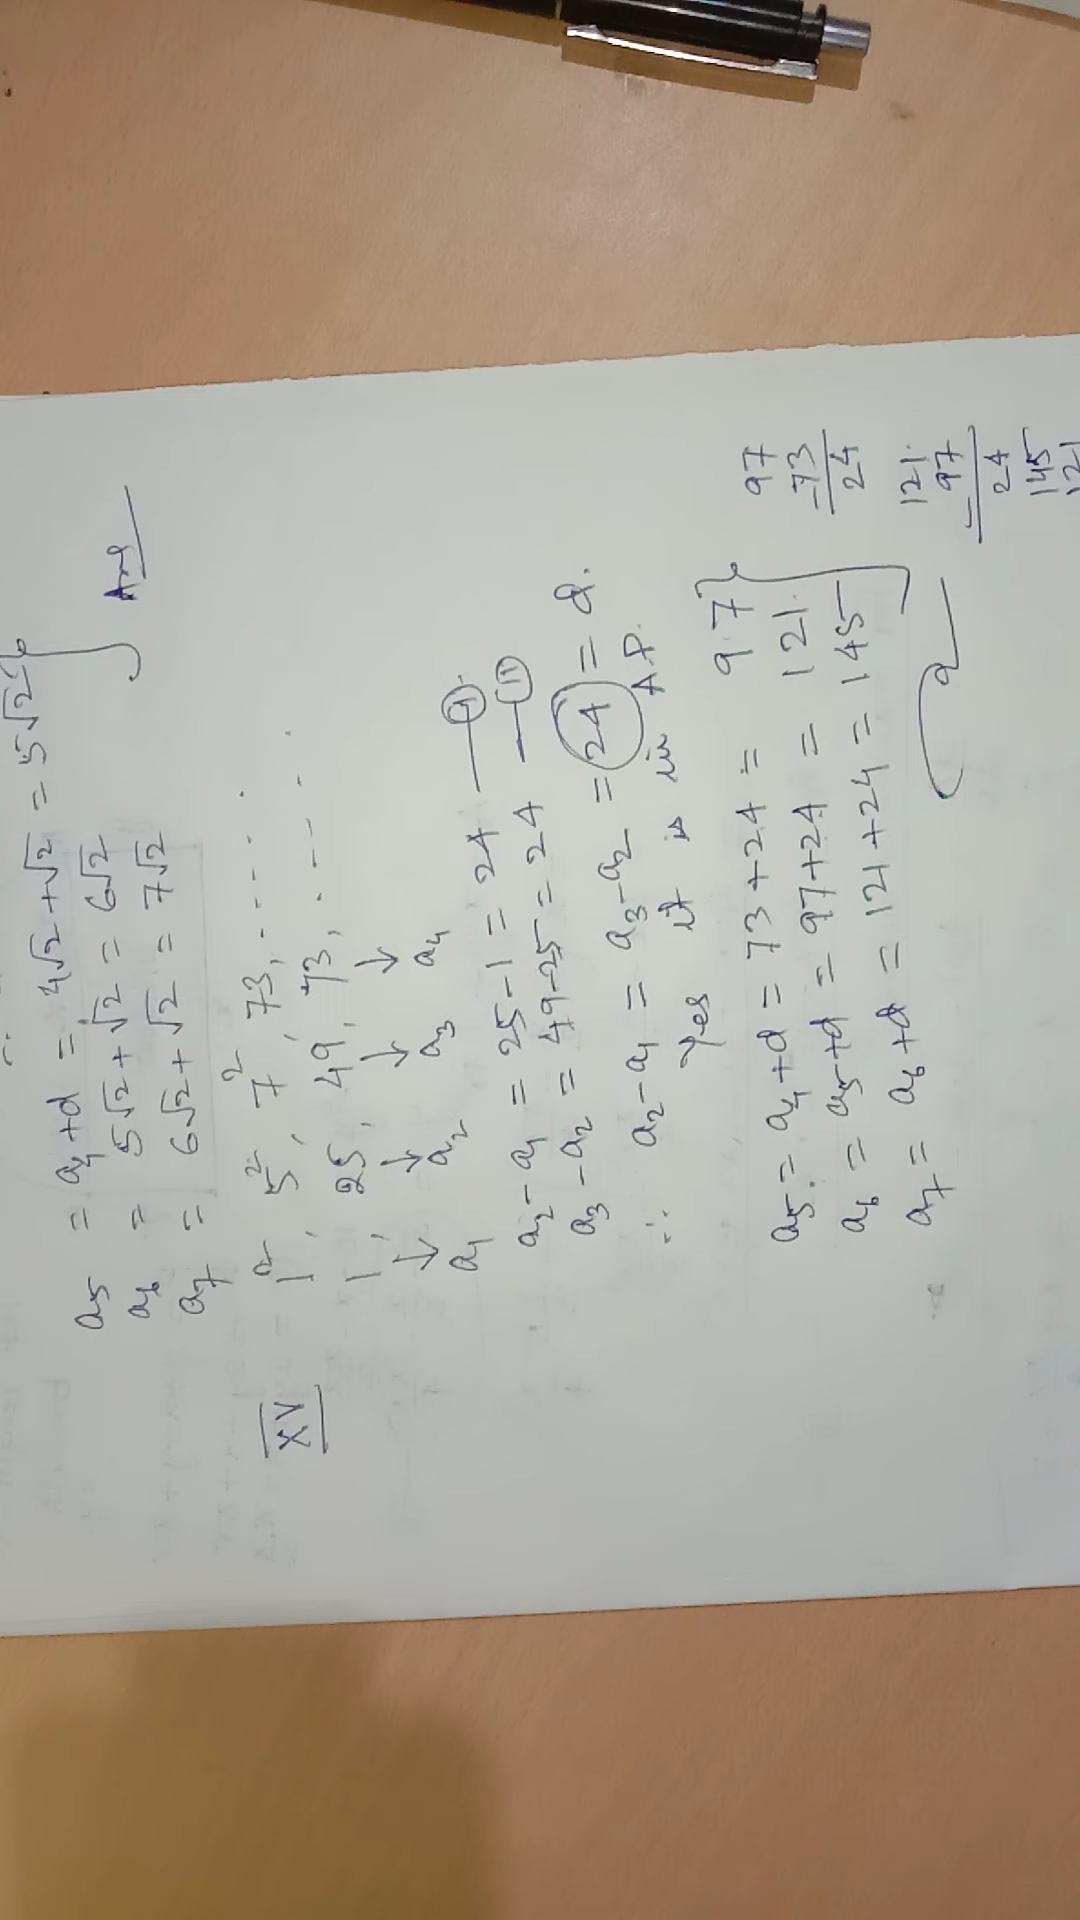 a₅ = a₄+d = 4√2+√2 = 5√2
a₆ = 5√2+√2 = 6√2
a₇ = 6√2+√2 = 7√2
Ans
XV 1², 5², 7², 73, - - - -
1, 25, 49, 73, - - -
↓ ↓ ↓ ↓
a₁ a₂ a₃ a₄
a₂-a₁ = 25-1 = 24 —
a₃-a₂ = 49-25 = 24 — (11)
∴ a₂-a₁ = a₃-a₂ = 24 = d.
Yes it is in A.P.
a₅ = a₄+d = 73+24 = 97
a₆ = a₅+d = 97+24 = 121.
a₇ = a₆+d = 121+24 = 145
97
-73
24
121.
- 97
24
145
121